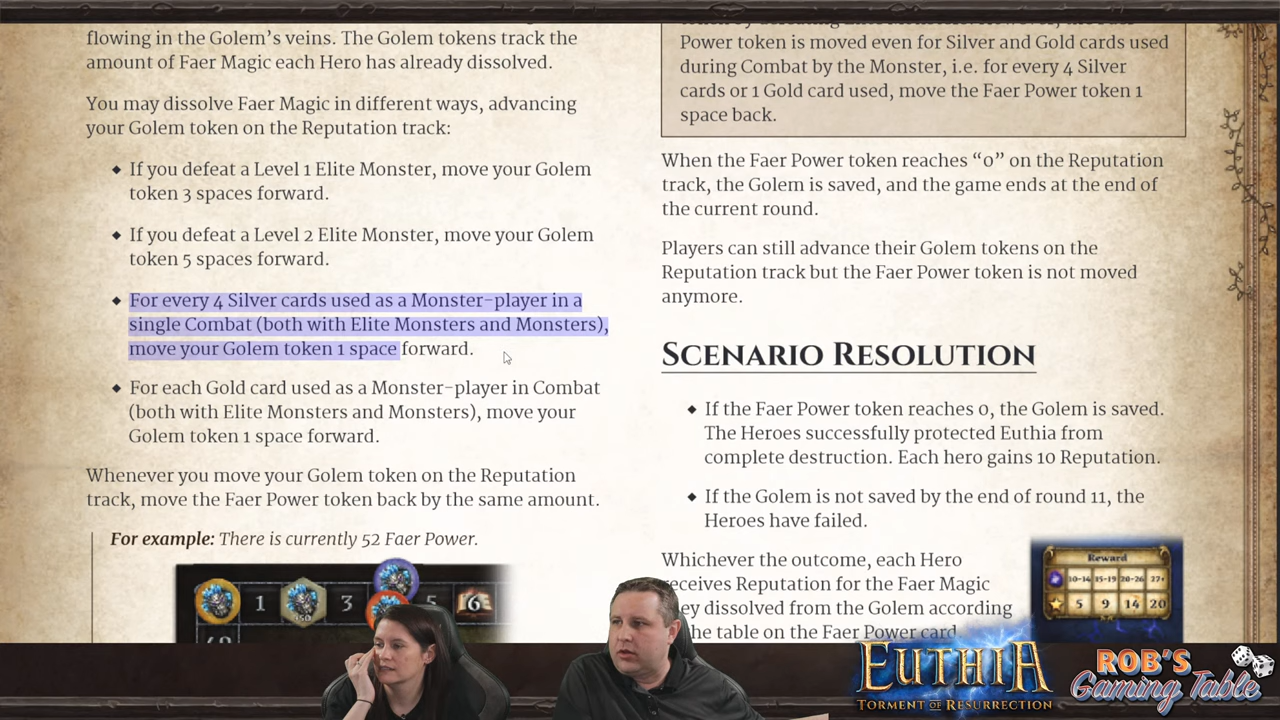 flowing in the Golem's veins. The Golem tokens track the
amount of Faer Magic each Hero has already dissolved.
You may dissolve Faer Magic in different ways, advancing
your Golem token on the Reputation track:
◆ If you defeat a Level 1 Elite Monster, move your Golem
token 3 spaces forward.
◆ If you defeat a Level 2 Elite Monster, move your Golem
token 5 spaces forward.
◆ For every 4 Silver cards used as a Monster-player in a
single Combat (both with Elite Monsters and Monsters),
move your Golem token 1 space forward.
◆ For each Gold card used as a Monster-player in Combat
(both with Elite Monsters and Monsters), move your
Golem token 1 space forward.
Whenever you move your Golem token on the Reputation
track, move the Faer Power token back by the same amount.
For example: There is currently 52 Faer Power.
1 3 5 16
Power token is moved even for Silver and Gold cards used
during Combat by the Monster, i.e. for every 4 Silver
cards or 1 Gold card used, move the Faer Power token 1
space back.
When the Faer Power token reaches "0" on the Reputation
track, the Golem is saved, and the game ends at the end of
the current round.
Players can still advance their Golem tokens on the
Reputation track but the Faer Power token is not moved
anymore.
SCENARIO RESOLUTION
◆ If the Faer Power token reaches 0, the Golem is saved.
The Heroes successfully protected Euthia from
complete destruction. Each hero gains 10 Reputation.
◆ If the Golem is not saved by the end of round 11, the
Heroes have failed.
Whichever the outcome, each Hero
receives Reputation for the Faer Magic
they dissolved from the Golem according
the table on the Faer Power card
Reward
10-14 15-19 20-26 27+
5 9 14 20
EUTHIA
TORMENT OF RESURRECTION
ROB'S
Gaming Table